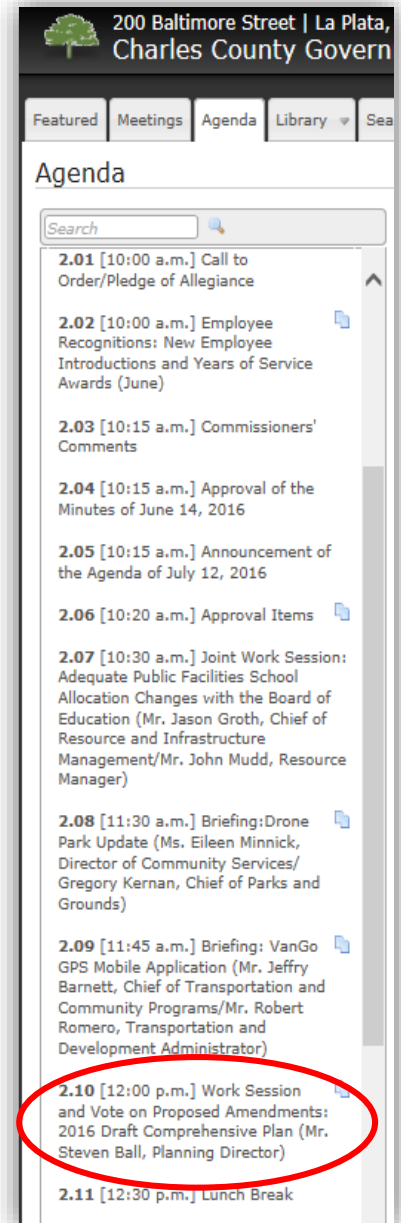 200 Baltimore Street | La Plata,
Charles County Govern
Featured Meetings Agenda Library Sea
Agenda
Search
2.01 [10:00 a.m.] Call to
Order/Pledge of Allegiance
2.02 [10:00 a.m.] Employee
Recognitions: New Employee
Introductions and Years of Service
Awards (June)
2.03 [10:15 a.m.] Commissioners'
Comments
2.04 [10:15 a.m.] Approval of the
Minutes of June 14, 2016
2.05 [10:15 a.m.] Announcement of
the Agenda of July 12, 2016
2.06 [10:20 a.m.] Approval Items
2.07 [10:30 a.m.] Joint Work Session:
Adequate Public Facilities School
Allocation Changes with the Board of
Education (Mr. Jason Groth, Chief of
Resource and Infrastructure
Management/Mr. John Mudd, Resource
Manager)
2.08 [11:30 a.m.] Briefing:Drone
Park Update (Ms. Eileen Minnick,
Director of Community Services/
Gregory Kernan, Chief of Parks and
Grounds)
2.09 [11:45 a.m.] Briefing: VanGo
GPS Mobile Application (Mr. Jeffry
Barnett, Chief of Transportation and
Community Programs/Mr. Robert
Romero, Transportation and
Development Administrator)
2.10 [12:00 p.m.] Work Session
and Vote on Proposed Amendments:
2016 Draft Comprehensive Plan (Mr.
Steven Ball, Planning Director)
2.11 [12:30 p.m.] Lunch Break